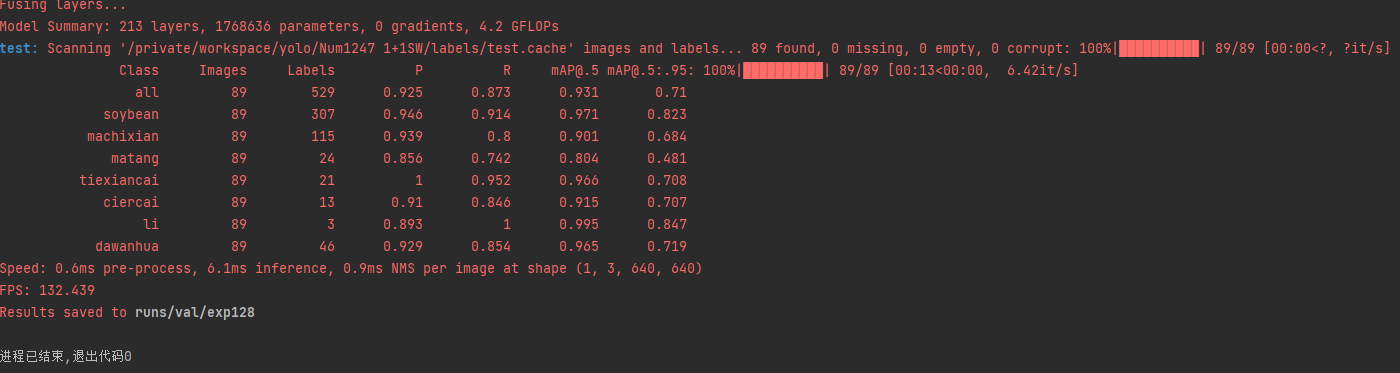 Fusing layers...
Model Summary: 213 layers, 1768636 parameters, 0 gradients, 4.2 GFLOPs
test: Scanning '/private/workspace/yolo/Num1247 1+1SW/labels/test.cache' images and labels... 89 found, 0 missing, 0 empty, 0 corrupt: 100%|██████████| 89/89 [00:00<?, ?it/s]
Class Images Labels P R mAP@.5 mAP@.5:.95: 100%|██████████| 89/89 [00:13<00:00, 6.42it/s]
all 89 529 0.925 0.873 0.931 0.71
soybean 89 307 0.946 0.914 0.971 0.823
machixian 89 115 0.939 0.8 0.901 0.684
matang 89 24 0.856 0.742 0.804 0.481
tiexiancai 89 21 1 0.952 0.966 0.708
ciercai 89 13 0.91 0.846 0.915 0.707
li 89 3 0.893 1 0.995 0.847
dawanhua 89 46 0.929 0.854 0.965 0.719
Speed: 0.6ms pre-process, 6.1ms inference, 0.9ms NMS per image at shape (1, 3, 640, 640)
FPS: 132.439
Results saved to runs/val/exp128
进程已结束,退出代码0